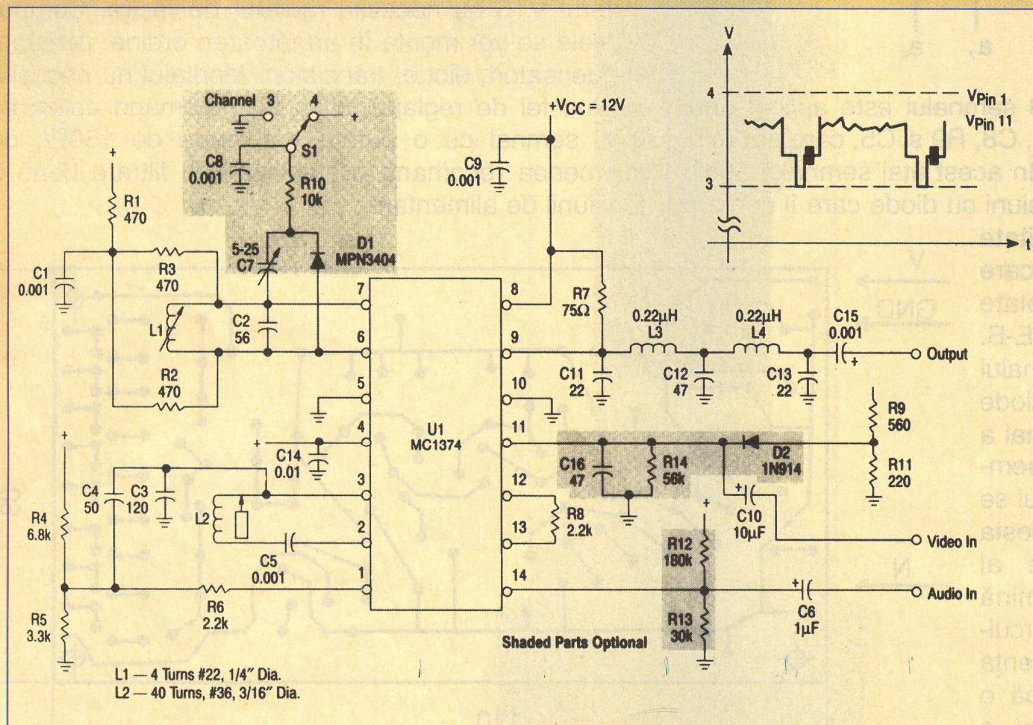 Channel 3 4
+
S1
C8
0.001
R10
10k
5-25
C7
D1
MPN3404
+
R1
470
R3
470
C1
0.001
L1
C2
56
R2
470
+
R4
6.8k
C4
50
C3
120
R5
3.3k
R6
2.2k
L2
C5
0.001
+
C14
0.01
7
6
5
4
3
2
1
U1
MC1374
8
9
10
11
12
13
14
+VCC = 12V
C9
0.001
R7
75Ω
0.22μH
L3
0.22μH
L4
C15
0.001
+
Output
C11
22
C12
47
C13
22
C16
47
R14
56k
D2
1N914
R9
560
R11
220
+
C10
10μF
Video In
R8
2.2k
+
R12
180k
R13
30k
+
C6
1μF
Audio In
Shaded Parts Optional
L1 — 4 Turns #22, 1/4″ Dia.
L2 — 40 Turns, #36, 3/16″ Dia.
V
4
3
VPin 1
VPin 11
t